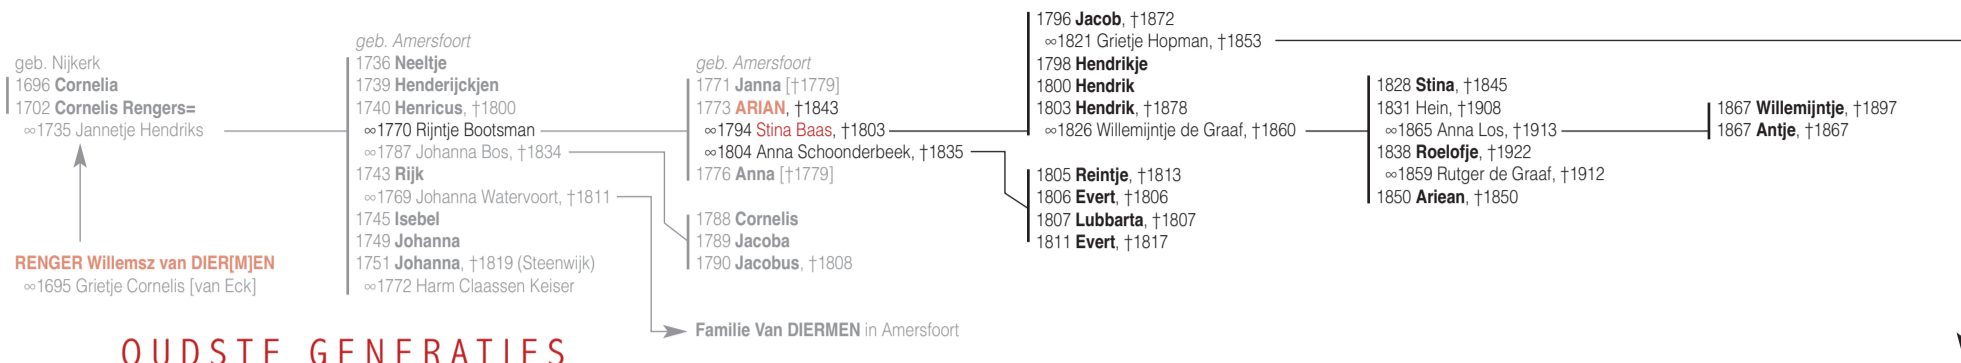 geb. Nijkerk
1696 Cornelia
1702 Cornelis Rengers=
∞1735 Jannetje Hendriks
RENGER Willemsz van DIER[M]EN
∞1695 Grietje Cornelis [van Eck]
geb. Amersfoort
1736 Neeltje
1739 Henderijckjen
1740 Henricus, †1800
∞1770 Rijntje Bootsman
∞1787 Johanna Bos, †1834
1743 Rijk
∞1769 Johanna Watervoort, †1811
1745 Isebel
1749 Johanna
1751 Johanna, †1819 (Steenwijk)
∞1772 Harm Claassen Keiser
geb. Amersfoort
1771 Janna [†1779]
1773 ARIAN, †1843
∞1794 Stina Baas, †1803
∞1804 Anna Schoonderbeek, †1835
1776 Anna [†1779]
1788 Cornelis
1789 Jacoba
1790 Jacobus, †1808
Familie Van DIERMEN in Amersfoort
1796 Jacob, †1872
∞1821 Grietje Hopman, †1853
1798 Hendrikje
1800 Hendrik
1803 Hendrik, †1878
∞1826 Willemijntje de Graaf, †1860
1805 Reintje, †1813
1806 Evert, †1806
1807 Lubbarta, †1807
1811 Evert, †1817
1828 Stina, †1845
1831 Hein, †1908
∞1865 Anna Los, †1913
1838 Roelofje, †1922
∞1859 Rutger de Graaf, †1912
1850 Ariean, †1850
1867 Willemijntje, †1897
1867 Antje, †1867
OUDSTE GENERATIES